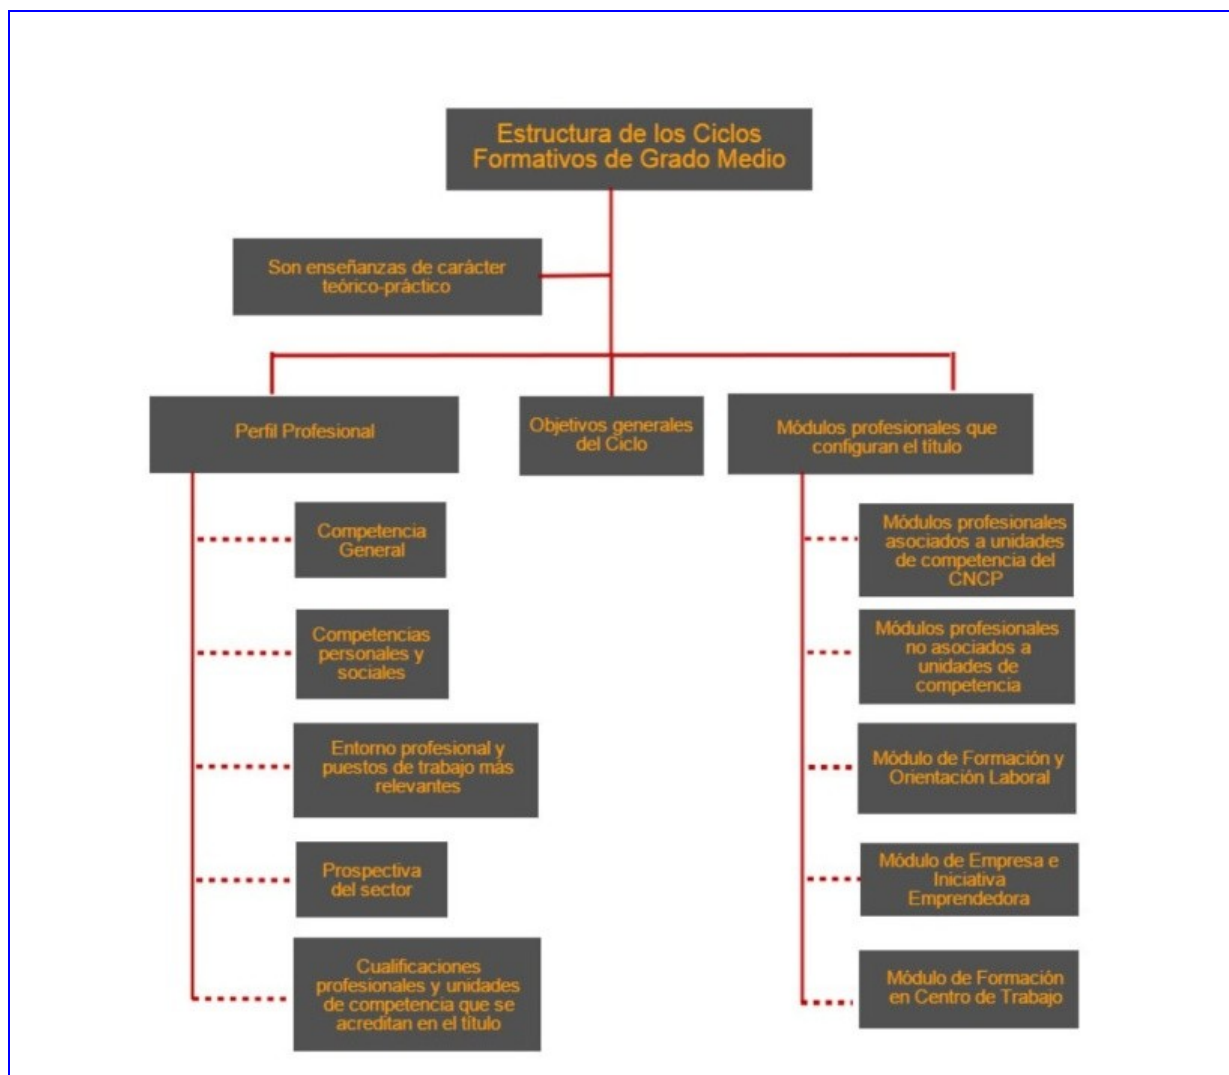 Estructura de los Ciclos
Formativos de Grado Medio
Son enseñanzas de carácter
teórico-práctico
Perfil Profesional
Objetivos generales
del Ciclo
Módulos profesionales que
configuran el título
Competencia
General
Competencias
personales y
sociales
Entorno profesional y
puestos de trabajo más
relevantes
Prospectiva
del sector
Cualificaciones
profesionales y unidades
de competencia que se
acreditan en el título
Módulos profesionales
asociados a unidades
de competencia del
CNCP
Módulos profesionales
no asociados a
unidades de
competencia
Módulo de Formación y
Orientación Laboral
Módulo de Empresa e
Iniciativa
Emprendedora
Módulo de Formación
en Centro de Trabajo